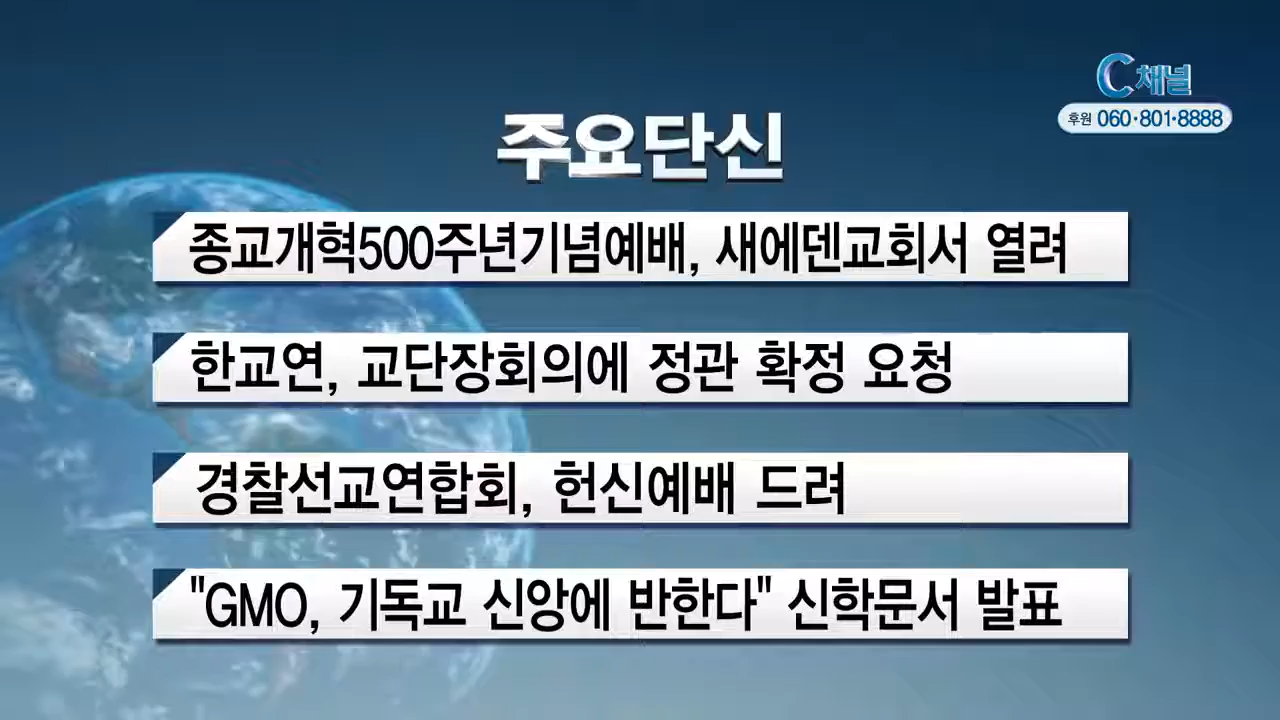 C채널
후원 060·801·8888
주요단신
종교개혁500주년기념예배, 새에덴교회서 열려
한교연, 교단장회의에 정관 확정 요청
경찰선교연합회, 헌신예배 드려
"GMO, 기독교 신앙에 반한다" 신학문서 발표